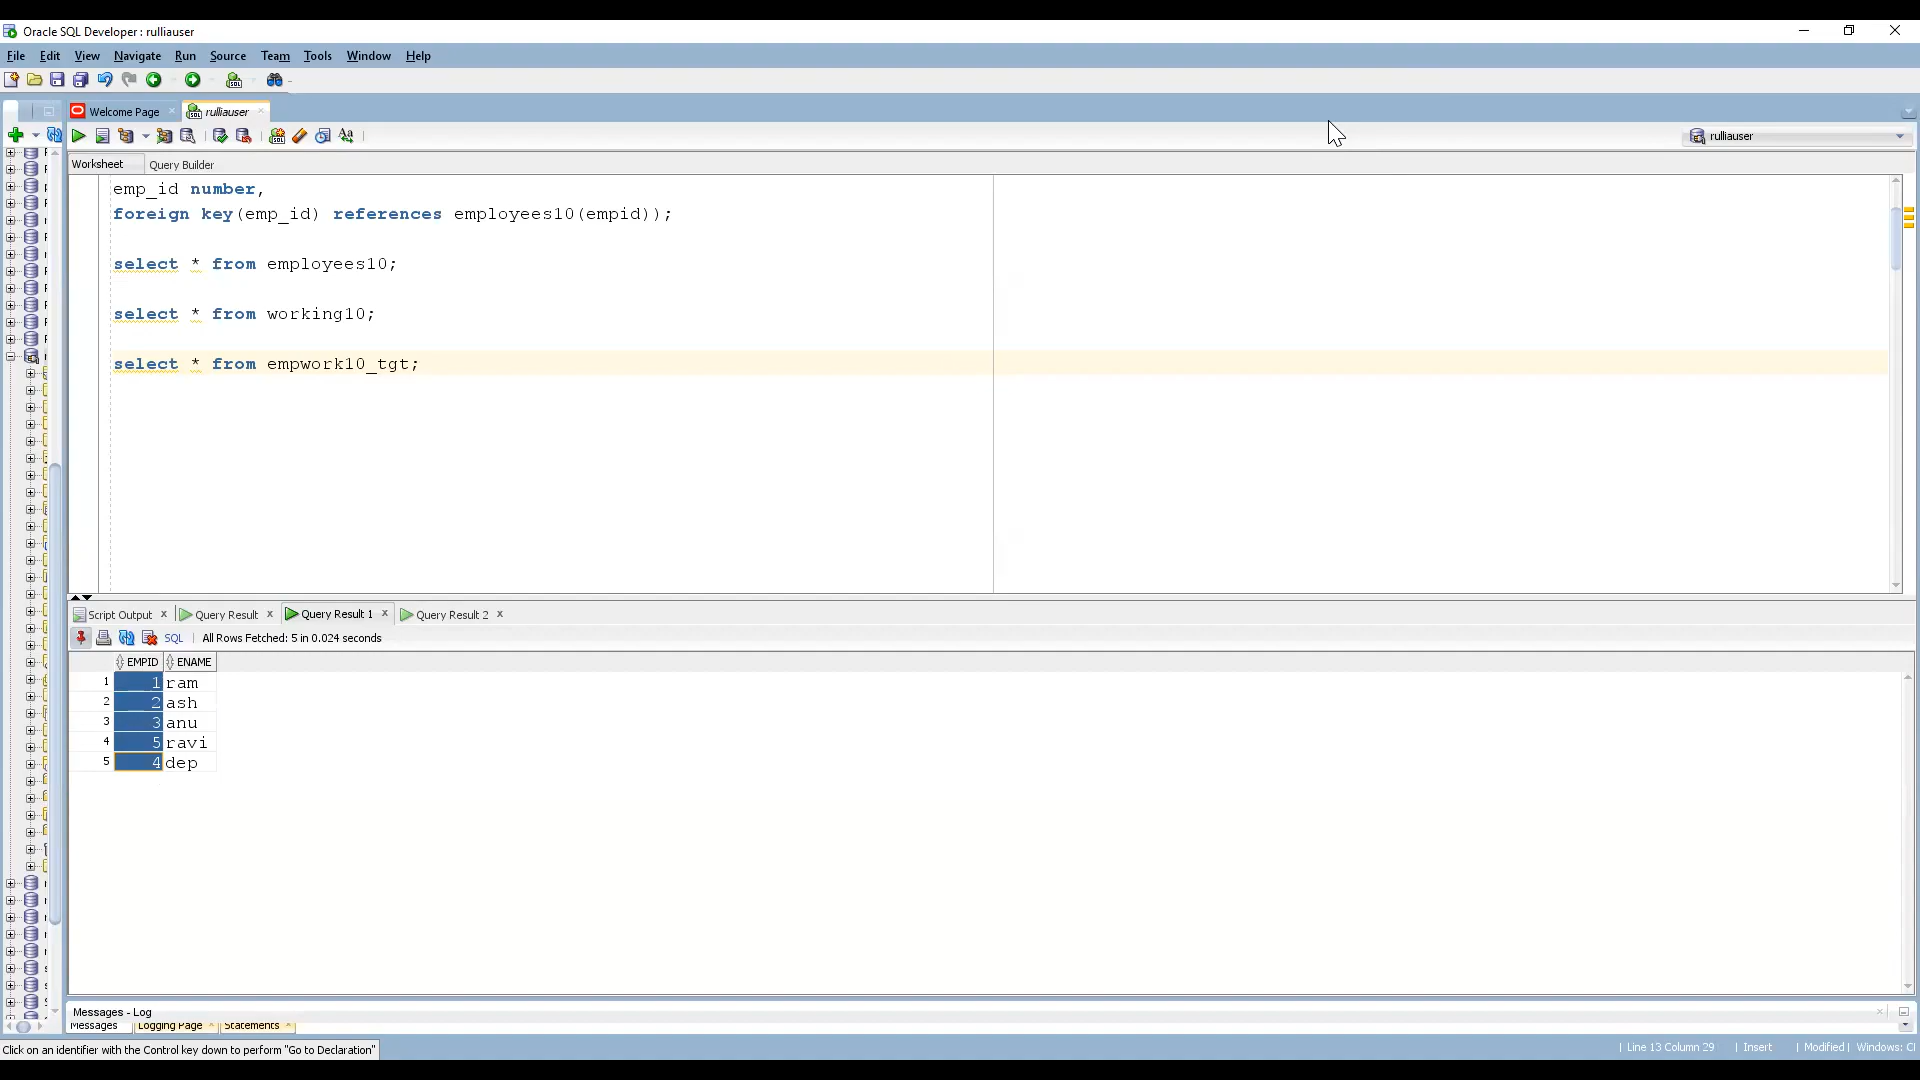 Oracle SQL Developer : rulliauser
File Edit View Navigate Run Source Team Tools Window Help
Welcome Page rulliauser
rulliauser
Worksheet Query Builder
emp_id number,
foreign key(emp_id) references employees10(empid));
select * from employees10;
select * from working10;
select * from empwork10_tgt;
Script Output Query Result Query Result 1 Query Result 2
SQL All Rows Fetched: 5 in 0.024 seconds
EMPID ENAME
1 1 ram
2 2 ash
3 3 anu
4 5 ravi
5 4 dep
Messages - Log
Messages Logging Page Statements
Click on an identifier with the Control key down to perform "Go to Declaration"
Line 13 Column 29 Insert Modified Windows: CI